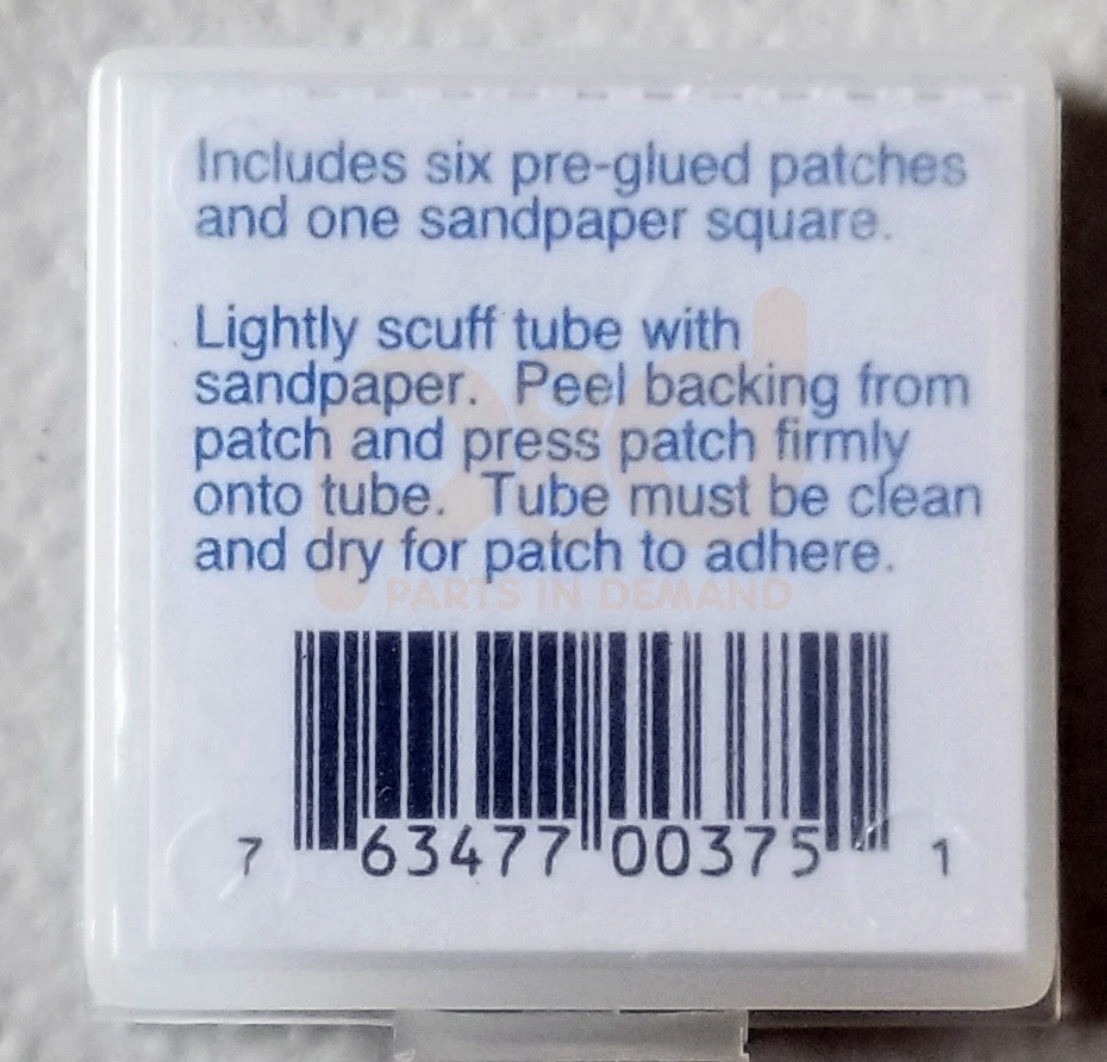 Includes six pre-glued patches
and one sandpaper square.
Lightly scuff tube with
sandpaper. Peel backing from
patch and press patch firmly
onto tube. Tube must be clean
and dry for patch to adhere.
pid
PARTS IN DEMAND
7 63477 00375 1